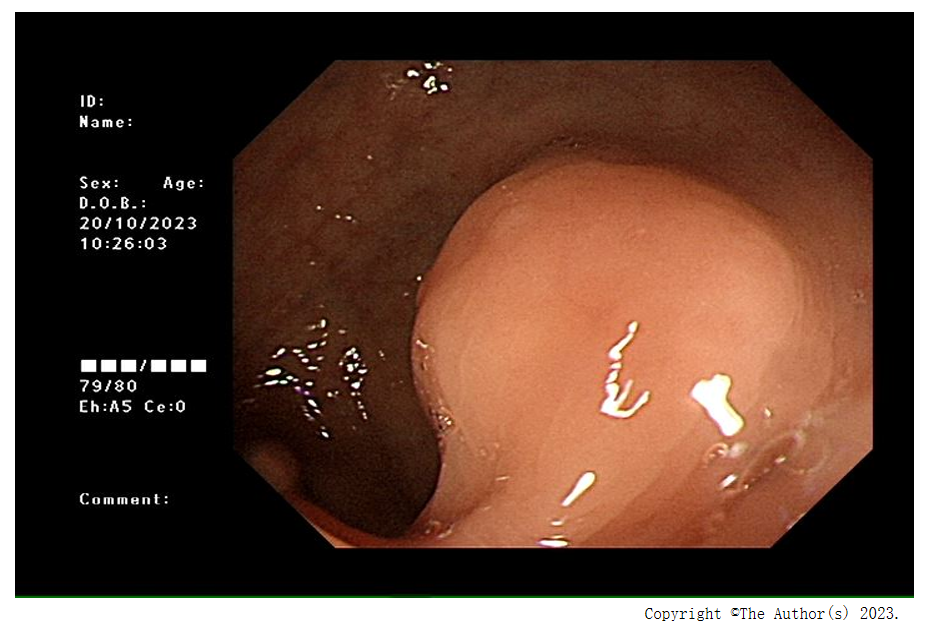 ID:
Name:
Sex: Age:
D.O.B.:
20/10/2023
10:26:03
■■■/■■■
79/80
Eh:A5 Ce:0
Comment:
Copyright ©The Author(s) 2023.